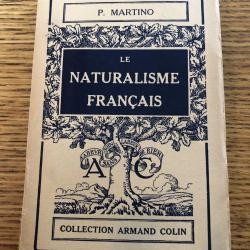 P. MARTINO
LE
NATURALISME
FRANÇAIS
A C
COLLECTION ARMAND COLIN